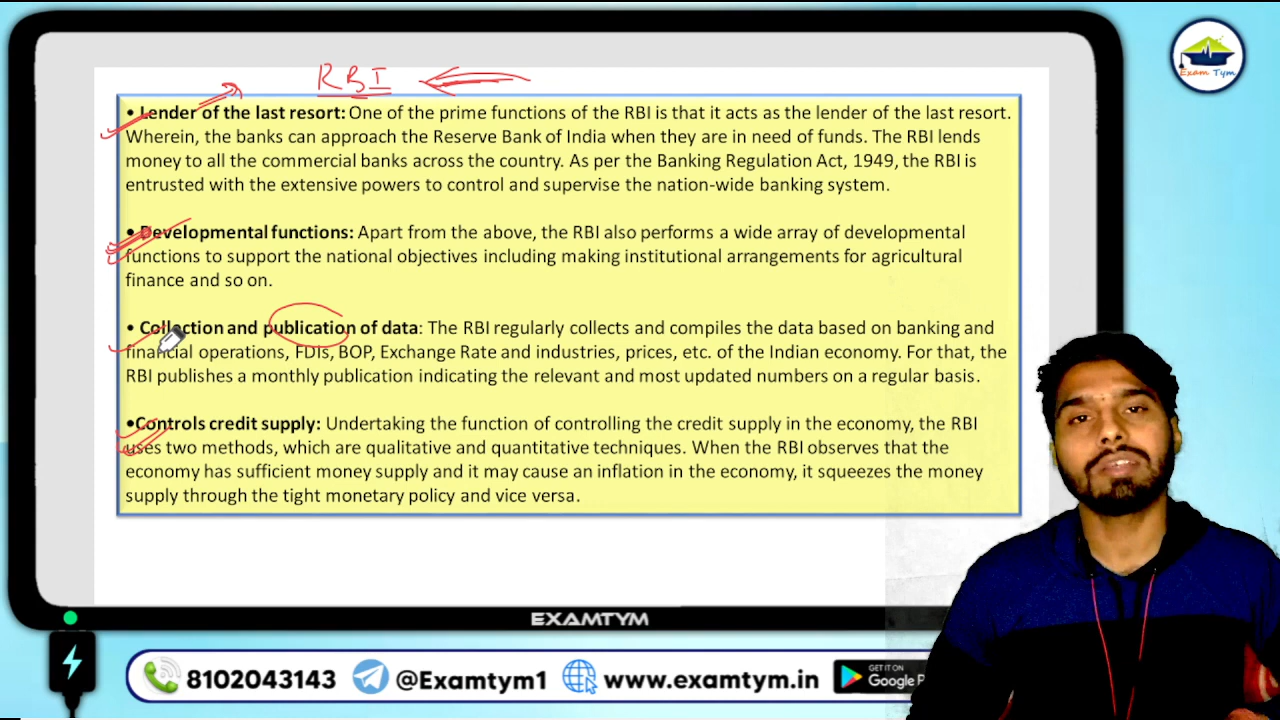 RBI
• Lender of the last resort: One of the prime functions of the RBI is that it acts as the lender of the last resort.
Wherein, the banks can approach the Reserve Bank of India when they are in need of funds. The RBI lends
money to all the commercial banks across the country. As per the Banking Regulation Act, 1949, the RBI is
entrusted with the extensive powers to control and supervise the nation-wide banking system.
• Developmental functions: Apart from the above, the RBI also performs a wide array of developmental
functions to support the national objectives including making institutional arrangements for agricultural
finance and so on.
• Collection and publication of data: The RBI regularly collects and compiles the data based on banking and
financial operations, FDIs, BOP, Exchange Rate and industries, prices, etc. of the Indian economy. For that, the
RBI publishes a monthly publication indicating the relevant and most updated numbers on a regular basis.
•Controls credit supply: Undertaking the function of controlling the credit supply in the economy, the RBI
uses two methods, which are qualitative and quantitative techniques. When the RBI observes that the
economy has sufficient money supply and it may cause an inflation in the economy, it squeezes the money
supply through the tight monetary policy and vice versa.
Exam Tym
EXAMTYM
8102043143 @Examtym1 www.examtym.in
GET IT ON
Google P